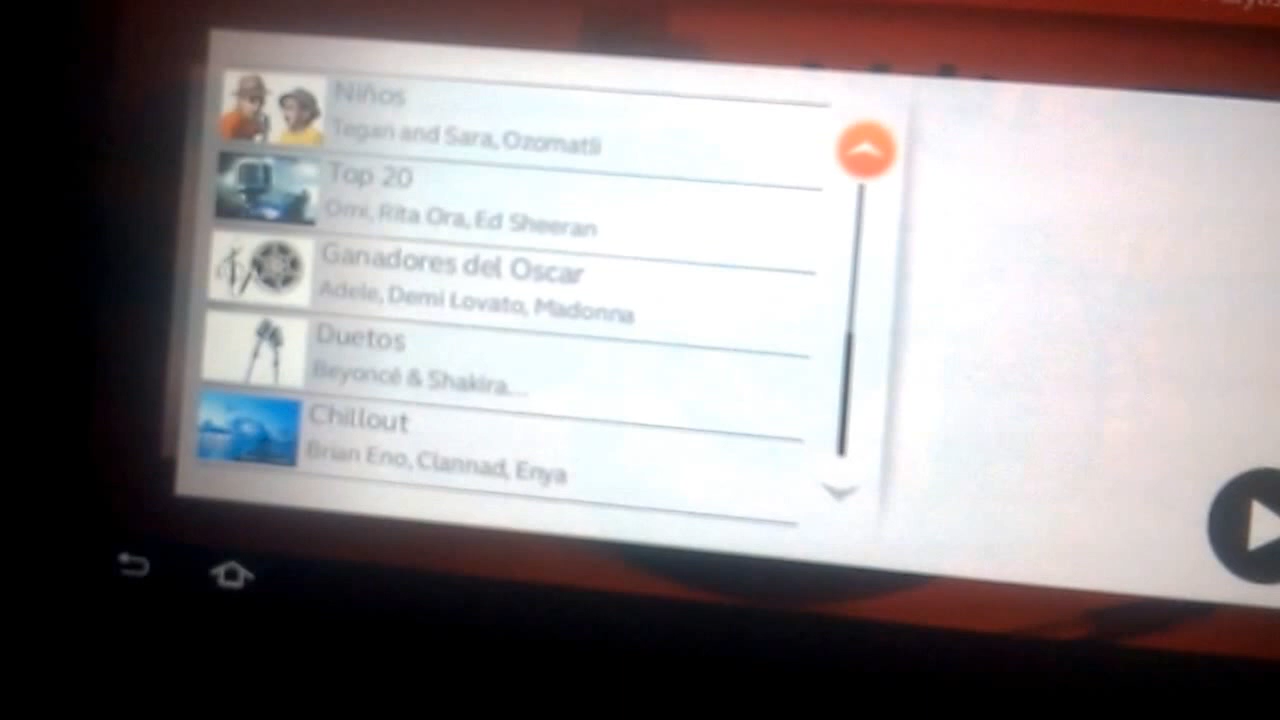 Niños
Tegan and Sara, Ozomatli
Top 20
Omi, Rita Ora, Ed Sheeran
Ganadores del Oscar
Adele, Demi Lovato, Madonna
Duetos
Beyoncé & Shakira...
Chillout
Brian Eno, Clannad, Enya